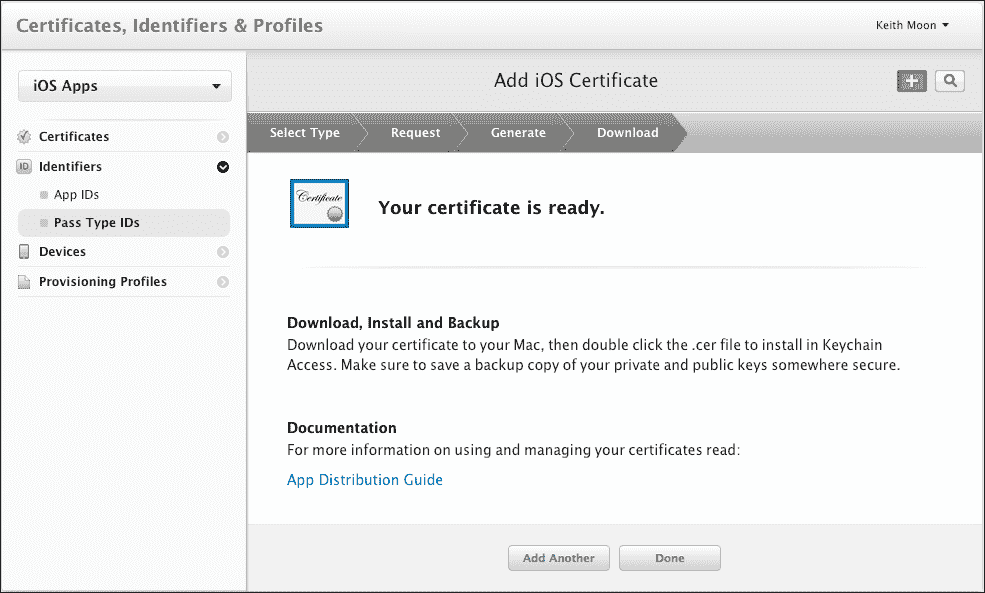 Certificates, Identifiers & Profiles
Keith Moon
iOS Apps
Add iOS Certificate
Select Type
Request
Generate
Download
Certificates
ID
Identifiers
App IDs
Pass Type IDs
Devices
Provisioning Profiles
Certificate
Your certificate is ready.
Download, Install and Backup
Download your certificate to your Mac, then double click the .cer file to install in Keychain
Access. Make sure to save a backup copy of your private and public keys somewhere secure.
Documentation
For more information on using and managing your certificates read:
App Distribution Guide
Add Another
Done